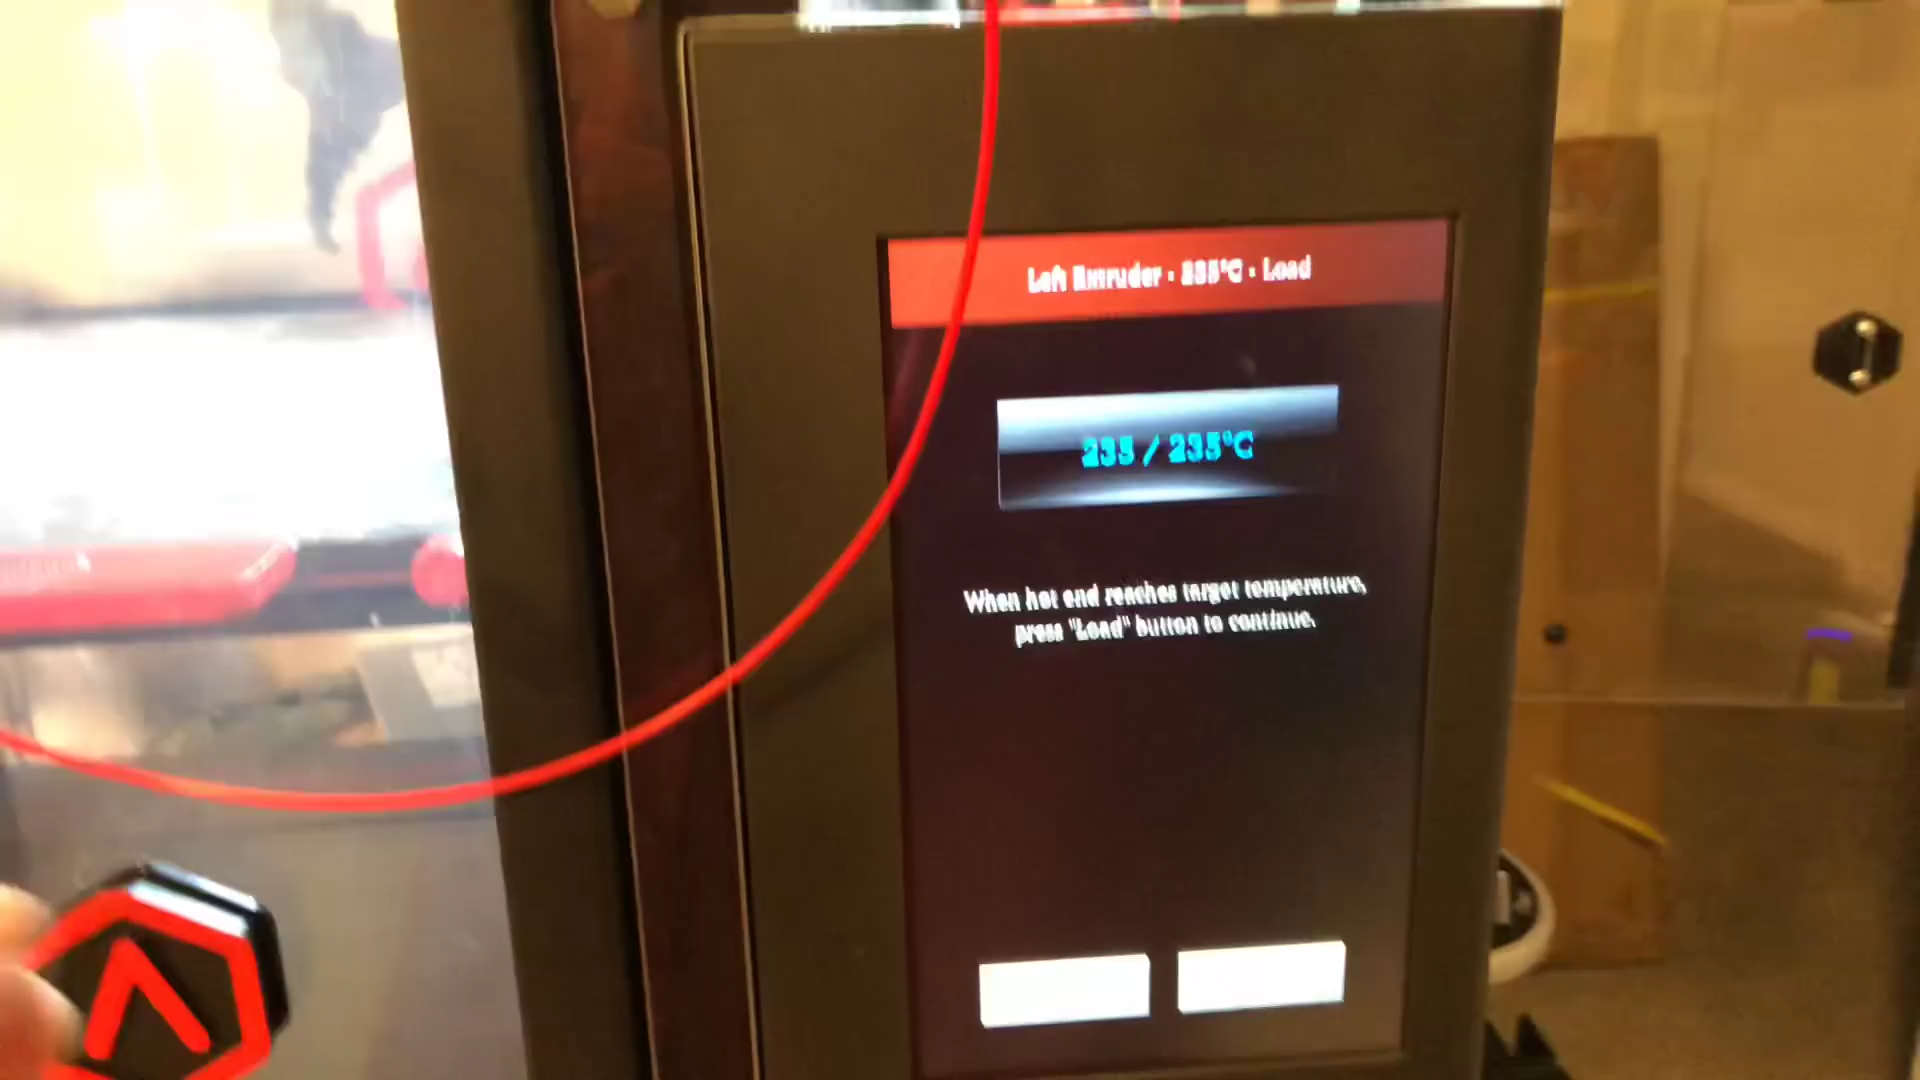 Left Extruder - 235°C - Load
235 / 235°C
When hot end reaches target temperature,
press "Load" button to continue.